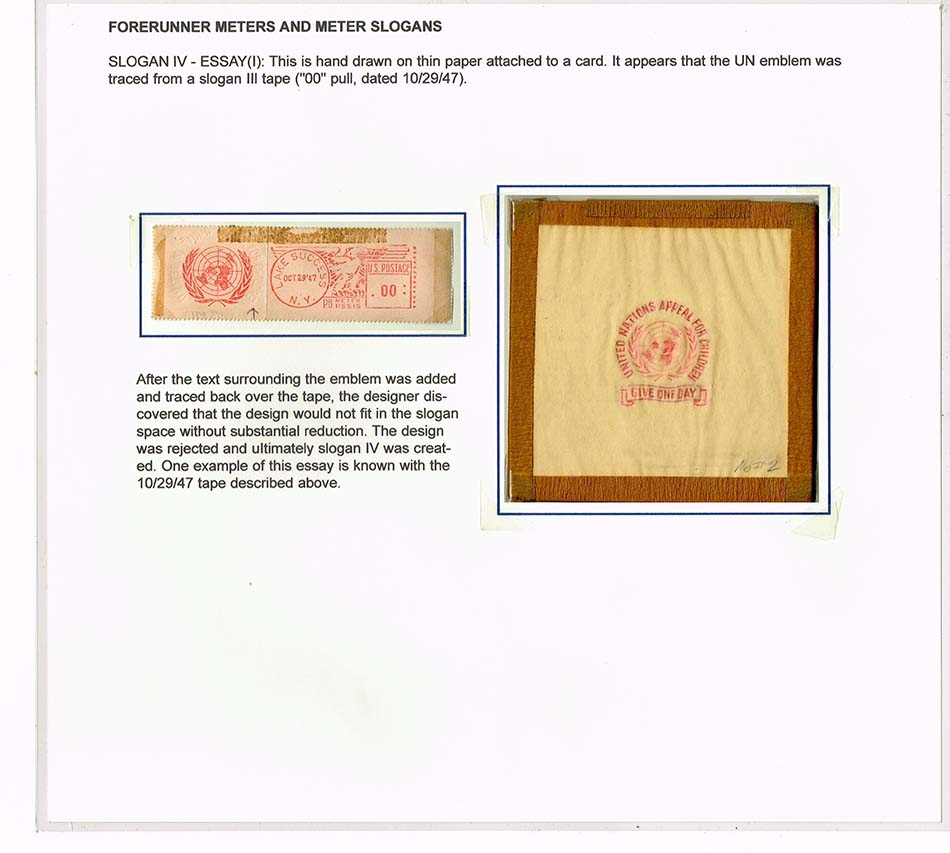 FORERUNNER METERS AND METER SLOGANS
SLOGAN IV - ESSAY(I): This is hand drawn on thin paper attached to a card. It appears that the UN emblem was
traced from a slogan III tape ("00" pull, dated 10/29/47).
LAKE SUCCESS
OCT 29 '47
N.Y.
U.S. POSTAGE
.00
PB METER
After the text surrounding the emblem was added
and traced back over the tape, the designer dis-
covered that the design would not fit in the slogan
space without substantial reduction. The design
was rejected and ultimately slogan IV was creat-
ed. One example of this essay is known with the
10/29/47 tape described above.
UNITED NATIONS APPEAL FOR CHILDREN
GIVE ONE DAY